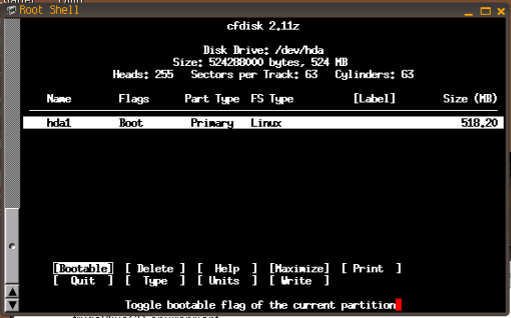 Root Shell
cfdisk 2.11z
Disk Drive: /dev/hda
Size: 524288000 bytes, 524 MB
Heads: 255 Sectors per Track: 63 Cylinders: 63
Name Flags Part Type FS Type [Label] Size (MB)
hda1 Boot Primary Linux 518.20
[Bootable] [ Delete ] [ Help ] [Maximize] [ Print ]
[ Quit ] [ Type ] [ Units ] [ Write ]
Toggle bootable flag of the current partition